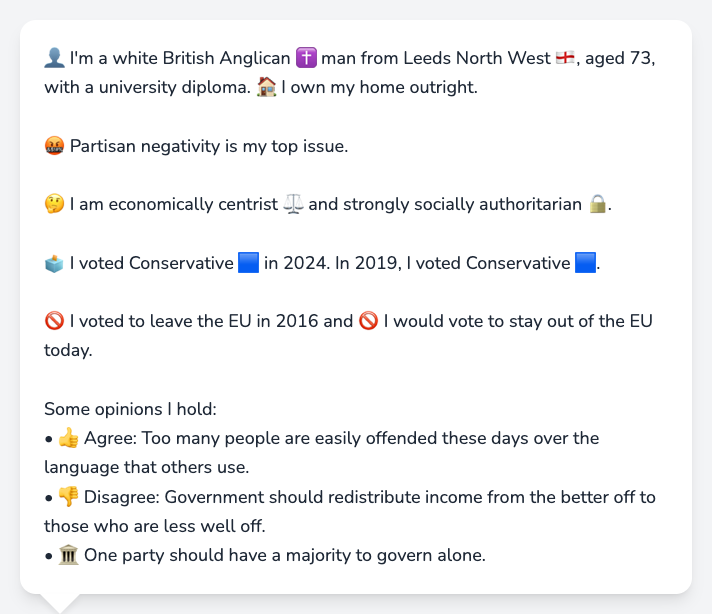 👤 I'm a white British Anglican ✝️ man from Leeds North West 🏴󠁧󠁢󠁥󠁮󠁧󠁿, aged 73,
with a university diploma. 🏠 I own my home outright.
🤬 Partisan negativity is my top issue.
🤔 I am economically centrist ⚖️ and strongly socially authoritarian 🔒.
🗳️ I voted Conservative 🟦 in 2024. In 2019, I voted Conservative 🟦.
🚫 I voted to leave the EU in 2016 and 🚫 I would vote to stay out of the EU
today.
Some opinions I hold:
• 👍 Agree: Too many people are easily offended these days over the
language that others use.
• 👎 Disagree: Government should redistribute income from the better off to
those who are less well off.
• 🏛️ One party should have a majority to govern alone.